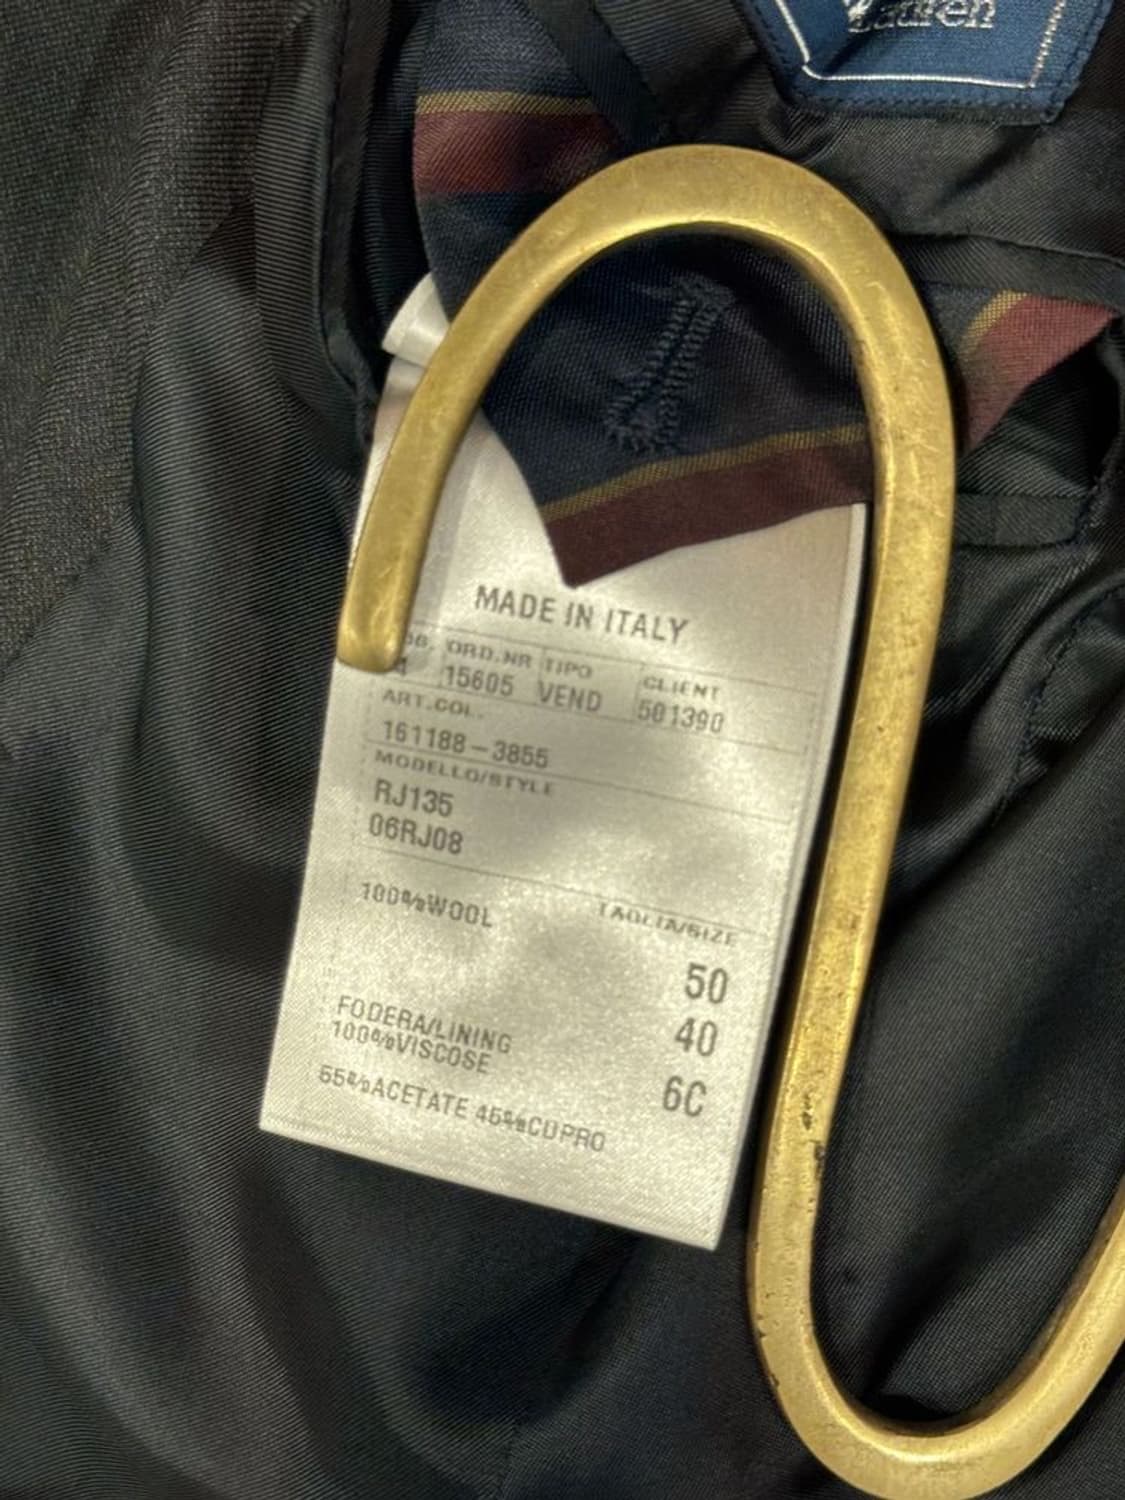 Lauren
MADE IN ITALY
ORD.NR TIPO CLIENT
15605 VEND 501390
ART.COL.
161188-3855
MODELLO/STYLE
RJ135
06RJ08
100%WOOL TAGLIA/SIZE
50
40
6C
FODERA/LINING
100%VISCOSE
55%ACETATE 45%CUPRO